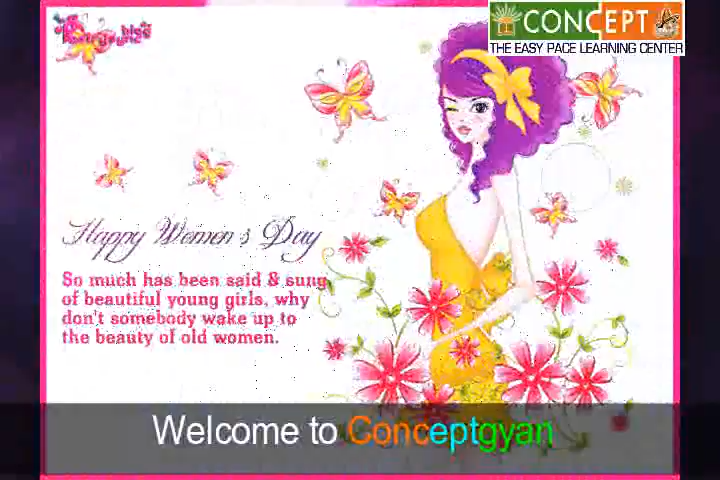 CONCEPT
THE EASY PACE LEARNING CENTER
Happy Women s Day
So much has been said & sung
of beautiful young girls, why
don't somebody wake up to
the beauty of old women.
Welcome to Conceptgyan